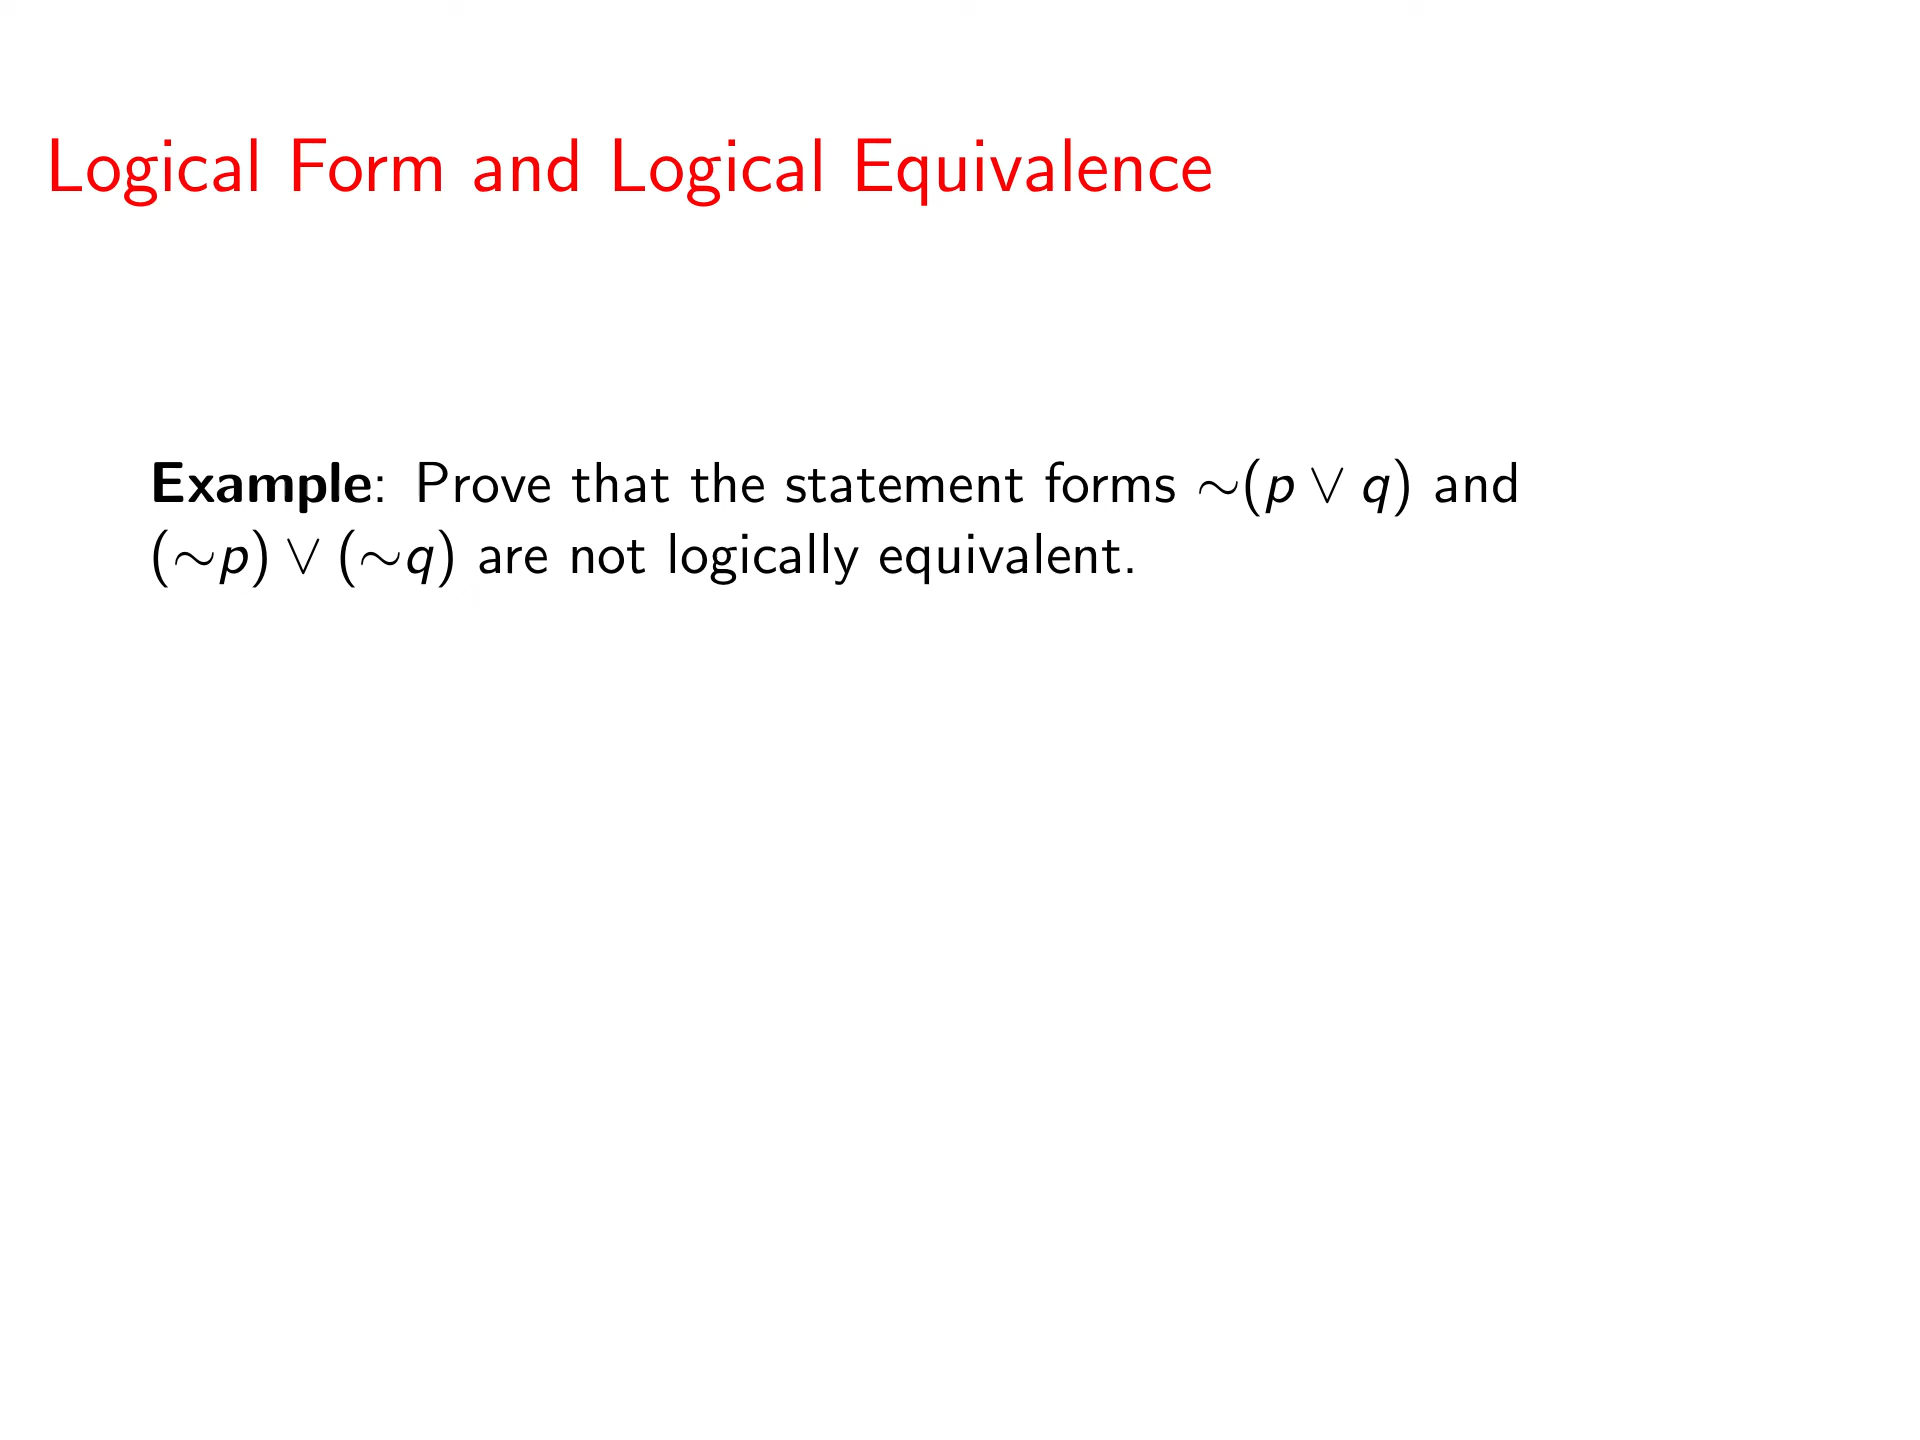 Logical Form and Logical Equivalence
Example: Prove that the statement forms ∼(p ∨ q) and
(∼p) ∨ (∼q) are not logically equivalent.